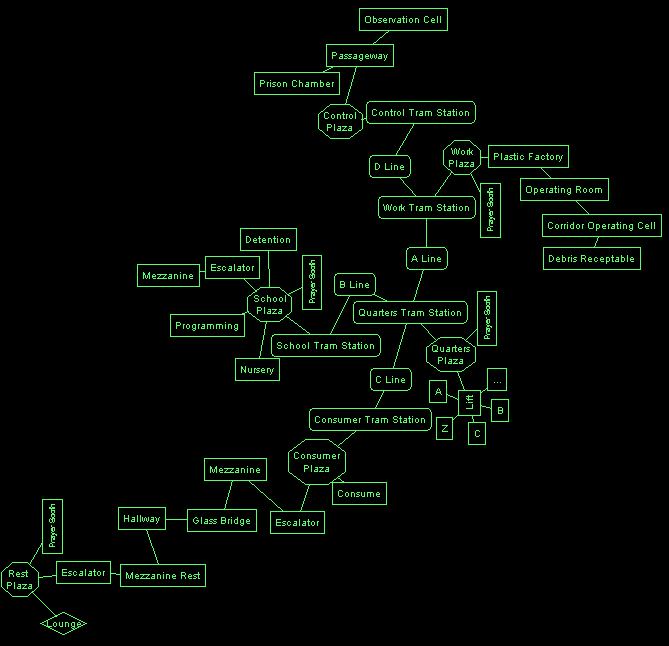 Observation Cell
Passageway
Prison Chamber
Control Tram Station
Control
Plaza
Work
Plaza
Plastic Factory
D Line
Operating Room
Prayer Booth
Work Tram Station
Corridor Operating Cell
Detention
A Line
Debris Receptable
Escalator
Mezzanine
Prayer Booth
B Line
School
Plaza
Quarters Tram Station
Prayer Booth
Programming
School Tram Station
Quarters
Plaza
Nursery
C Line
...
A
Lift
B
Consumer Tram Station
Z
C
Consumer
Plaza
Mezzanine
Consume
Hallway
Glass Bridge
Escalator
Prayer Booth
Rest
Plaza
Escalator
Mezzanine Rest
Lounge